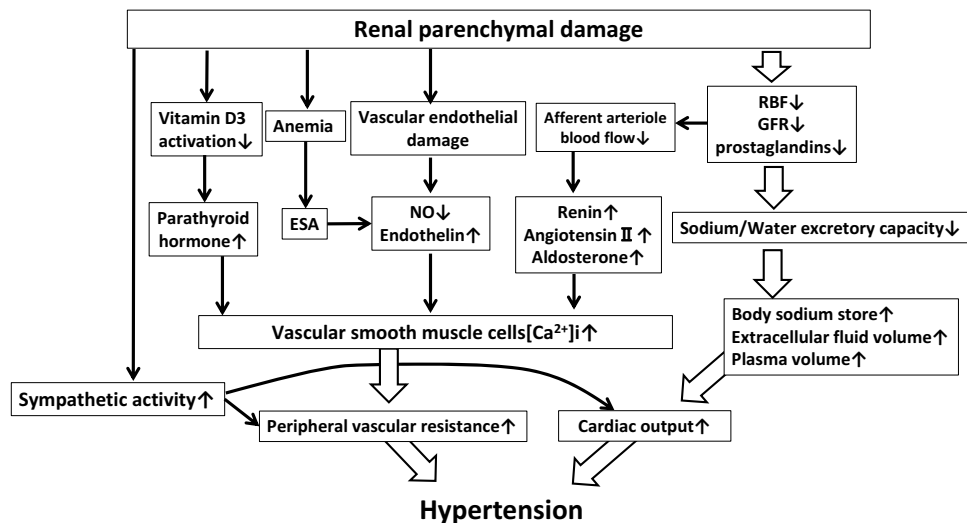 Renal parenchymal damage
Vitamin D3
activation↓
Anemia
Vascular endothelial
damage
Afferent arteriole
blood flow↓
RBF↓
GFR↓
prostaglandins↓
Parathyroid
hormone↑
ESA
NO↓
Endothelin↑
Renin↑
Angiotensin Ⅱ ↑
Aldosterone↑
Sodium/Water excretory capacity↓
Vascular smooth muscle cells[Ca²⁺]i↑
Body sodium store↑
Extracellular fluid volume↑
Plasma volume↑
Sympathetic activity↑
Peripheral vascular resistance↑
Cardiac output↑
Hypertension